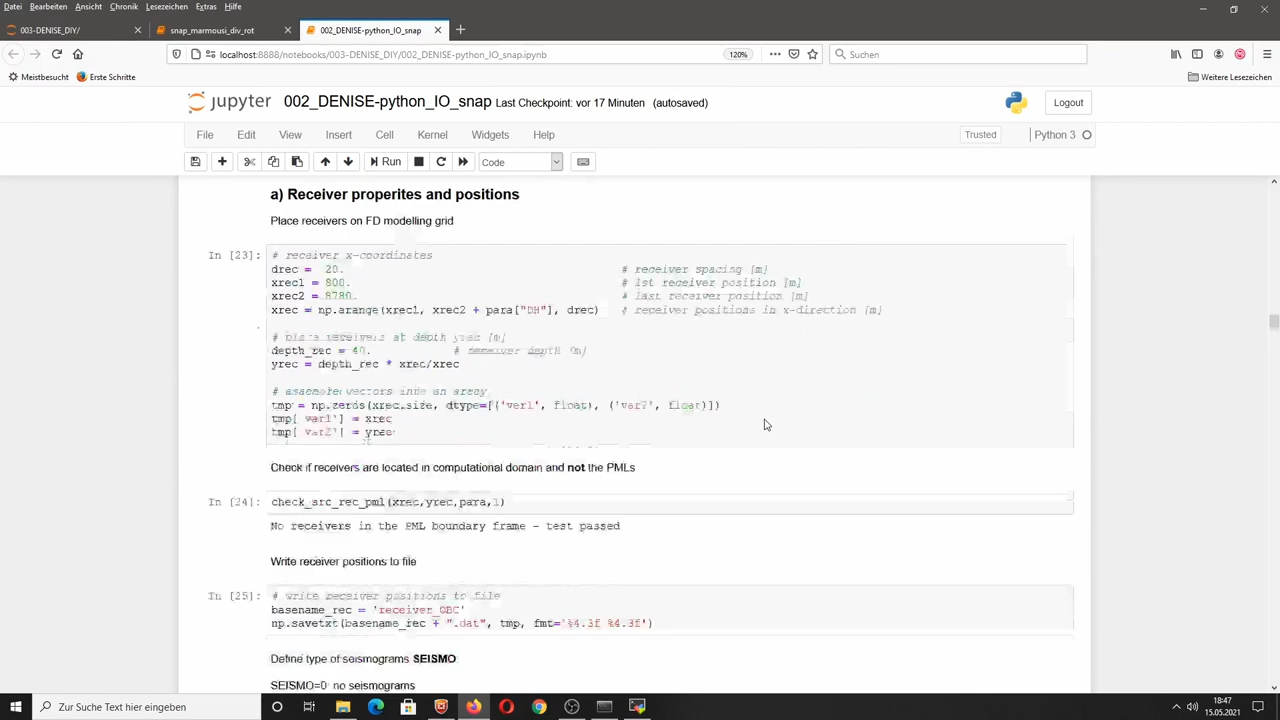 Datei Bearbeiten Ansicht Chronik Lesezeichen Extras Hilfe
003-DENISE_DIY/ snap_marmousi_div_rot 002_DENISE-python_IO_snap
localhost:8888/notebooks/003-DENISE_DIY/002_DENISE-python_IO_snap.ipynb 120% Suchen
Meistbesucht Erste Schritte Weitere Lesezeichen
jupyter 002_DENISE-python_IO_snap Last Checkpoint: vor 17 Minuten (autosaved) Logout
File Edit View Insert Cell Kernel Widgets Help Trusted Python 3
Run Code
a) Receiver properites and positions
Place receivers on FD modelling grid
In [23]: # receiver x-coordinates
drec = 20. # receiver spacing [m]
xrec1 = 800. # 1st receiver position [m]
xrec2 = 8780. # last receiver position [m]
xrec = np.arange(xrec1, xrec2 + para["DH"], drec) # receiver positions in x-direction [m]
# place receivers at depth yrec [m]
depth_rec = 40. # receiver depth [m]
yrec = depth_rec * xrec/xrec
# assemble vectors into an array
tmp = np.zeros(xrec.size, dtype=[('var1', float), ('var2', float)])
tmp['var1'] = xrec
tmp['var2'] = yrec
Check if receivers are located in computational domain and not the PMLs
In [24]: check_src_rec_pml(xrec,yrec,para,1)
No receivers in the PML boundary frame - test passed
Write receiver positions to file
In [25]: # write receiver positions to file
basename_rec = 'receiver_OBC'
np.savetxt(basename_rec + ".dat", tmp, fmt='%4.3f %4.3f')
Define type of seismograms SEISMO
SEISMO=0 no seismograms
Zur Suche Text hier eingeben
18:47
15.05.2021